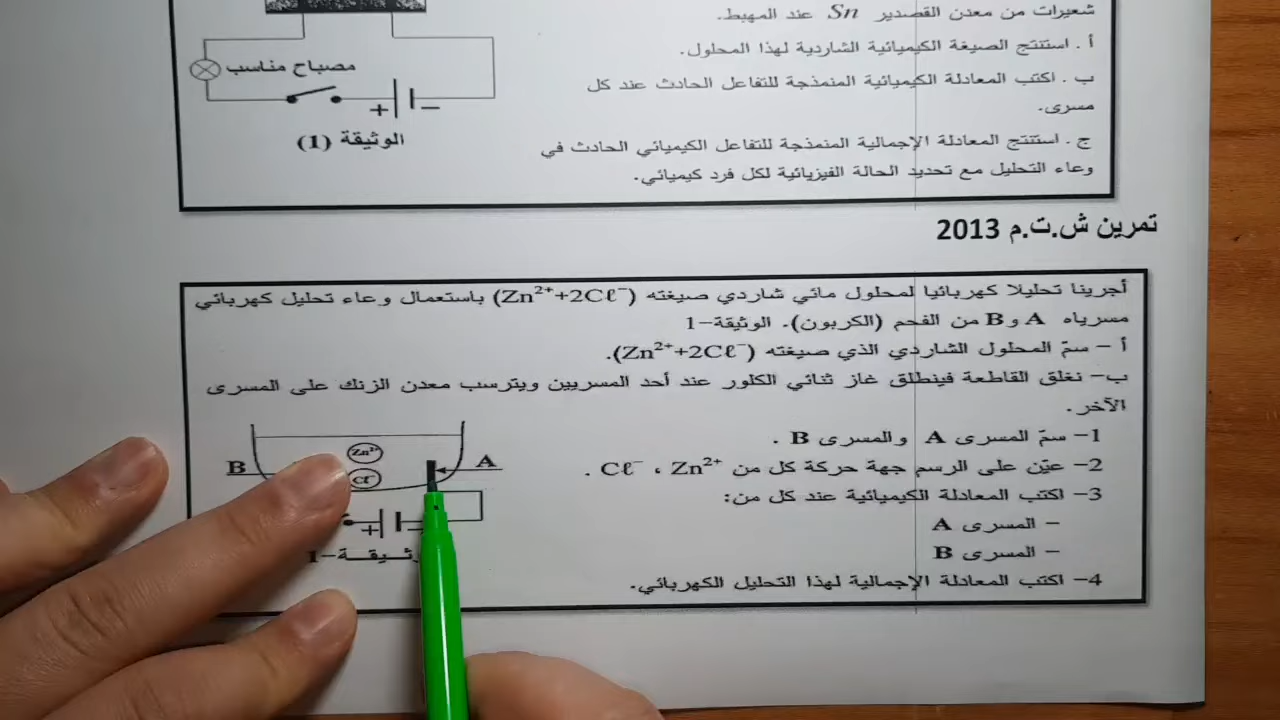 شعيرات من معدن القصدير Sn عند المهبط.
أ . استنتج الصيغة الكيميائية الشاردية لهذا المحلول.
ب . اكتب المعادلة الكيميائية المنمذجة للتفاعل الحادث عند كل
مسرى.
ج . استنتج المعادلة الإجمالية المنمذجة للتفاعل الكيميائي الحادث في
وعاء التحليل مع تحديد الحالة الفيزيائية لكل فرد كيميائي.
مصباح مناسب
+ −
الوثيقة (1)
تمرين ش.ت.م 2013
أجرينا تحليلا كهربائيا لمحلول مائي شاردي صيغته (Zn²⁺+2Cℓ⁻) باستعمال وعاء تحليل كهربائي
مسرياه A و B من الفحم (الكربون). الوثيقة-1
أ – سمّ المحلول الشاردي الذي صيغته (Zn²⁺+2Cℓ⁻).
ب– نغلق القاطعة فينطلق غاز ثنائي الكلور عند أحد المسريين ويترسب معدن الزنك على المسرى
الآخر.
1– سمّ المسرى A والمسرى B .
2– عيّن على الرسم جهة حركة كل من Zn²⁺ ، Cℓ⁻ .
3– اكتب المعادلة الكيميائية عند كل من:
– المسرى A
– المسرى B
4– اكتب المعادلة الإجمالية لهذا التحليل الكهربائي.
B Zn²⁺ A
Cℓ⁻
+ −